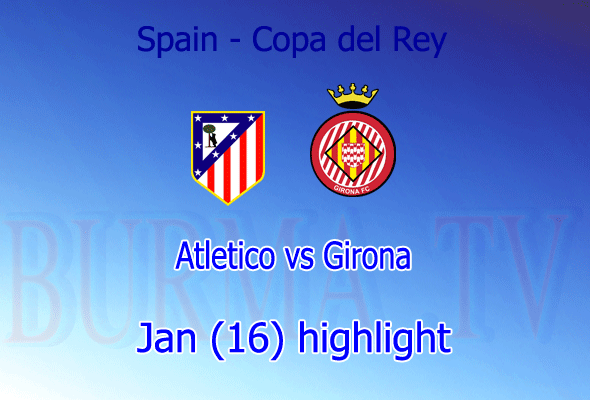 Spain - Copa del Rey
GIRONA FC
BURMA TV
Atletico vs Girona
Jan (16) highlight